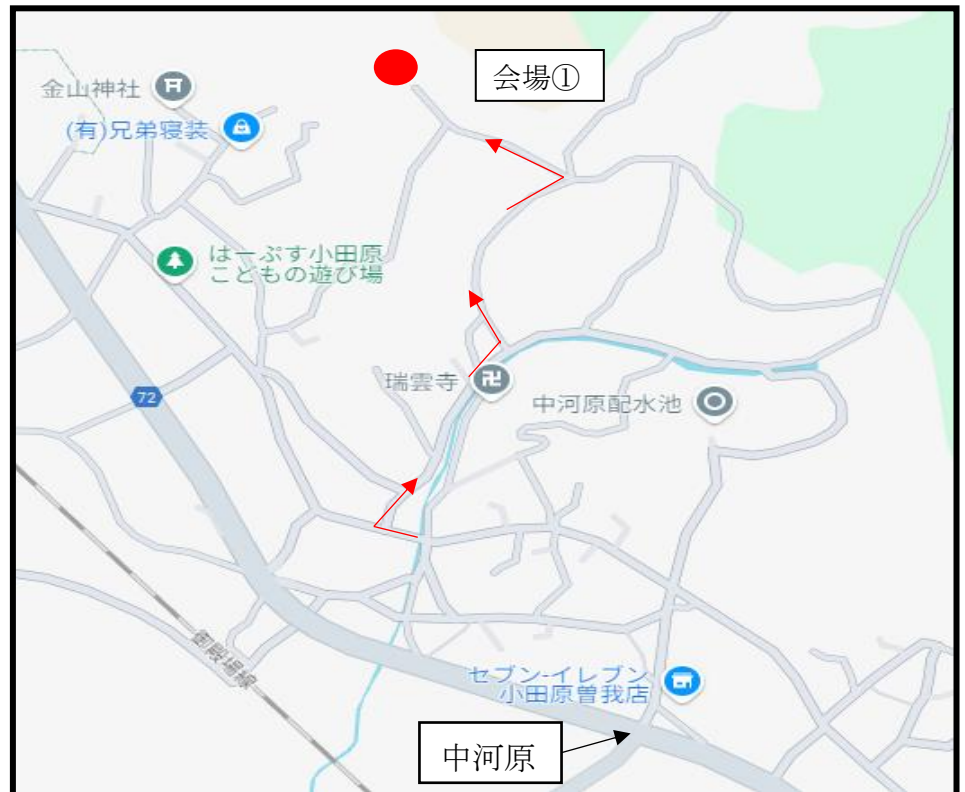 会場①
金山神社
(有)兄弟寝装
はーぷす小田原
こどもの遊び場
瑞雲寺
72
中河原配水池
御殿場線
セブン-イレブン
小田原曽我店
中河原